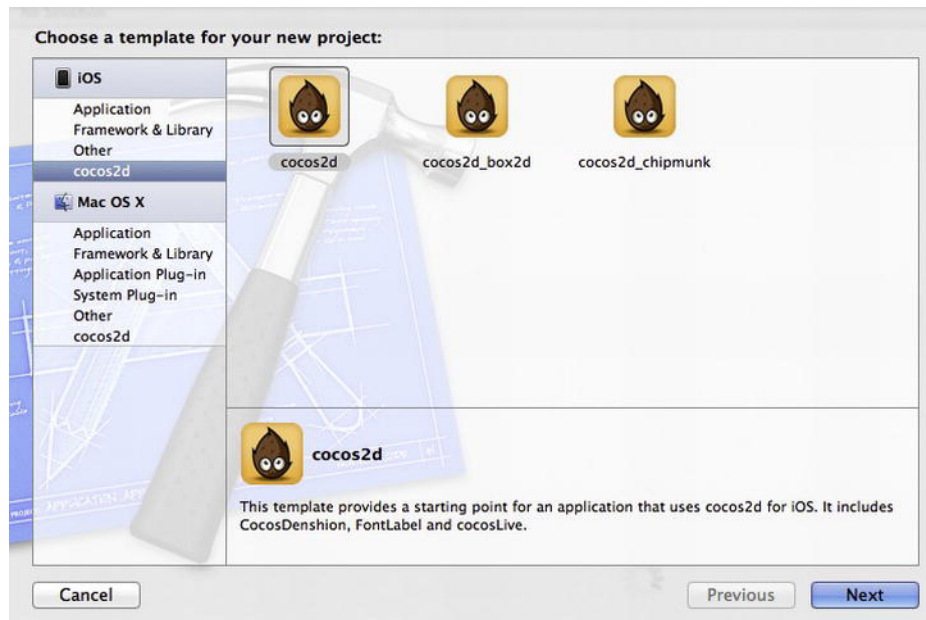 Choose a template for your new project:
iOS
Application
Framework & Library
Other
cocos2d
Mac OS X
Application
Framework & Library
Application Plug-in
System Plug-in
Other
cocos2d
cocos2d
cocos2d_box2d
cocos2d_chipmunk
cocos2d
This template provides a starting point for an application that uses cocos2d for iOS. It includes
CocosDenshion, FontLabel and cocosLive.
Cancel
Previous
Next